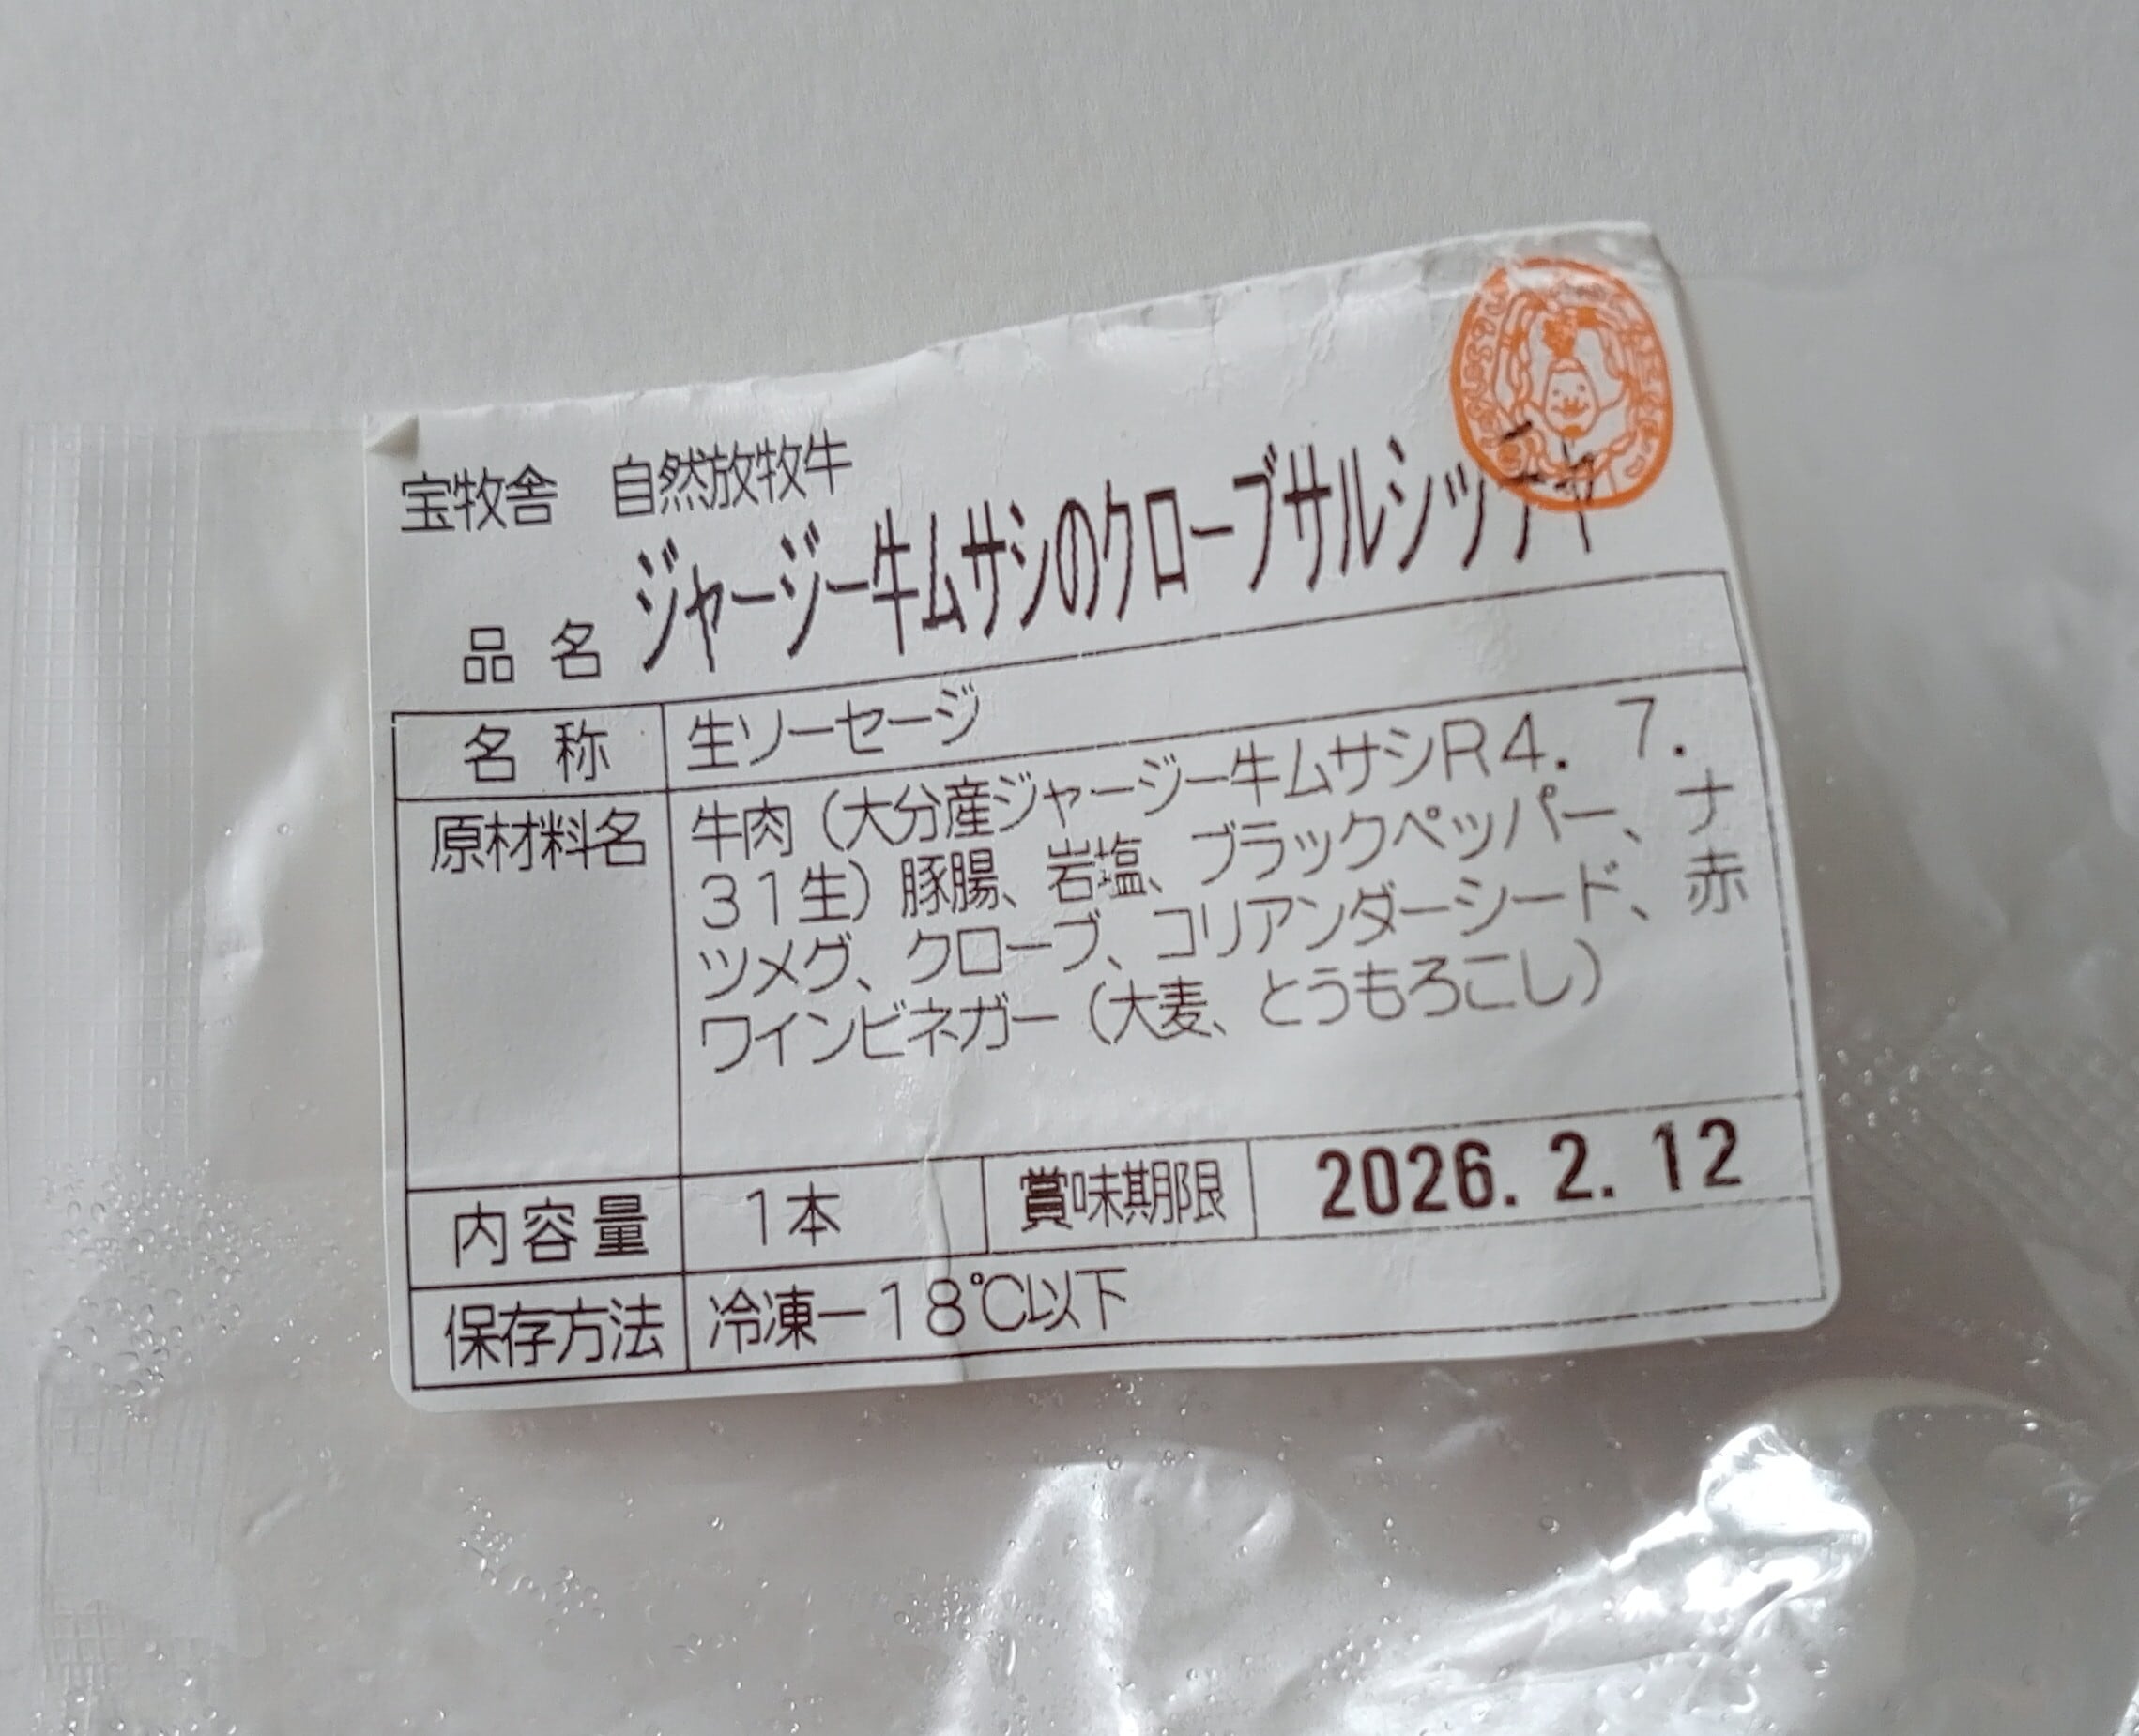 宝牧舎　自然放牧牛
品名 ジャージー牛ムサシのクローブサルシッチャ
名称 生ソーセージ
原材料名 牛肉（大分産ジャージー牛ムサシR４．７．
３１生）豚腸、岩塩、ブラックペッパー、ナ
ツメグ、クローブ、コリアンダーシード、赤
ワインビネガー（大麦、とうもろこし）
内容量 １本 賞味期限 2026. 2. 12
保存方法 冷凍－１８℃以下